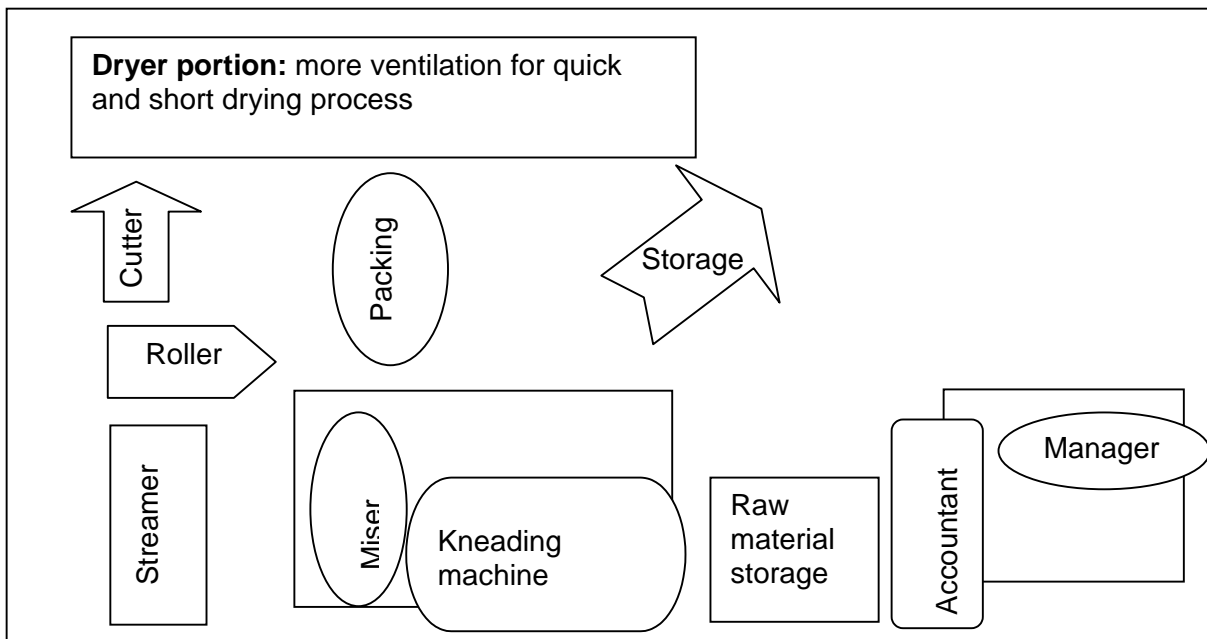 Dryer portion: more ventilation for quick
and short drying process
Cutter
Packing
Storage
Roller
Streamer
Miser
Kneading
machine
Raw
material
storage
Accountant
Manager